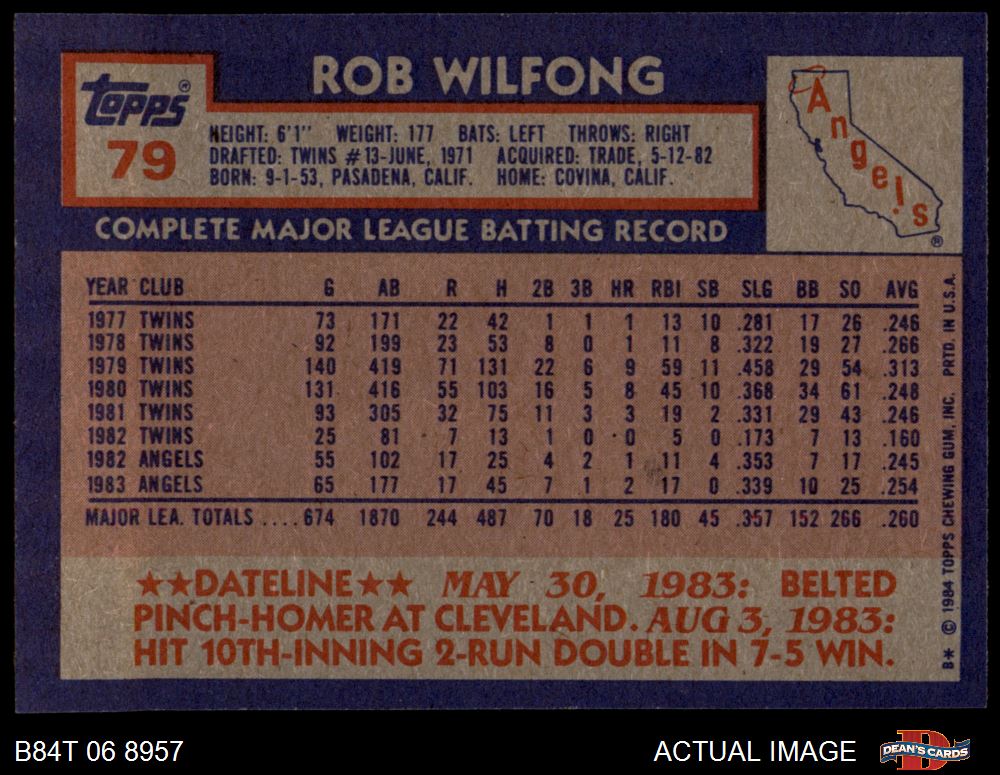 ROB WILFONG
TOPPS®
79
HEIGHT: 6'1" WEIGHT: 177 BATS: LEFT THROWS: RIGHT
DRAFTED: TWINS #13-JUNE, 1971 ACQUIRED: TRADE, 5-12-82
BORN: 9-1-53, PASADENA, CALIF. HOME: COVINA, CALIF.
Angels
®
COMPLETE MAJOR LEAGUE BATTING RECORD
YEAR CLUB G AB R H 2B 3B HR RBI SB SLG BB SO AVG
1977 TWINS 73 171 22 42 1 1 1 13 10 .281 17 26 .246
1978 TWINS 92 199 23 53 8 0 1 11 8 .322 19 27 .266
1979 TWINS 140 419 71 131 22 6 9 59 11 .458 29 54 .313
1980 TWINS 131 416 55 103 16 5 8 45 10 .368 34 61 .248
1981 TWINS 93 305 32 75 11 3 3 19 2 .331 29 43 .246
1982 TWINS 25 81 7 13 1 0 0 5 0 .173 7 13 .160
1982 ANGELS 55 102 17 25 4 2 1 11 4 .353 7 17 .245
1983 ANGELS 65 177 17 45 7 1 2 17 0 .339 10 25 .254
MAJOR LEA. TOTALS ....674 1870 244 487 70 18 25 180 45 .357 152 266 .260
★★DATELINE★★ MAY 30, 1983: BELTED
PINCH-HOMER AT CLEVELAND. AUG 3, 1983:
HIT 10TH-INNING 2-RUN DOUBLE IN 7-5 WIN.
B* © 1984 TOPPS CHEWING GUM, INC. PRTD. IN U.S.A.
B84T 06 8957
ACTUAL IMAGE
DEAN'S CARDS